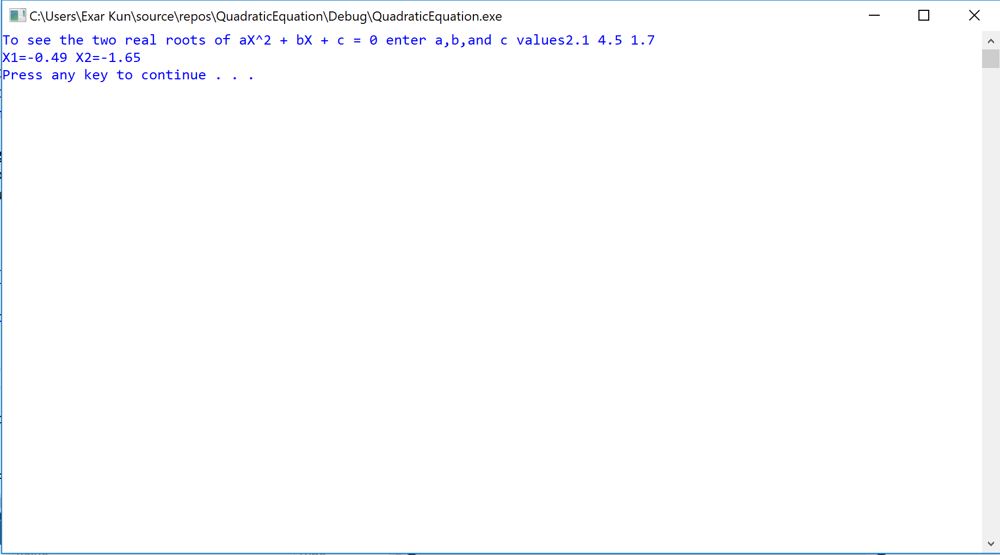 C:\Users\Exar Kun\source\repos\QuadraticEquation\Debug\QuadraticEquation.exe
To see the two real roots of aX^2 + bX + c = 0 enter a,b,and c values2.1 4.5 1.7
X1=-0.49 X2=-1.65
Press any key to continue . . .